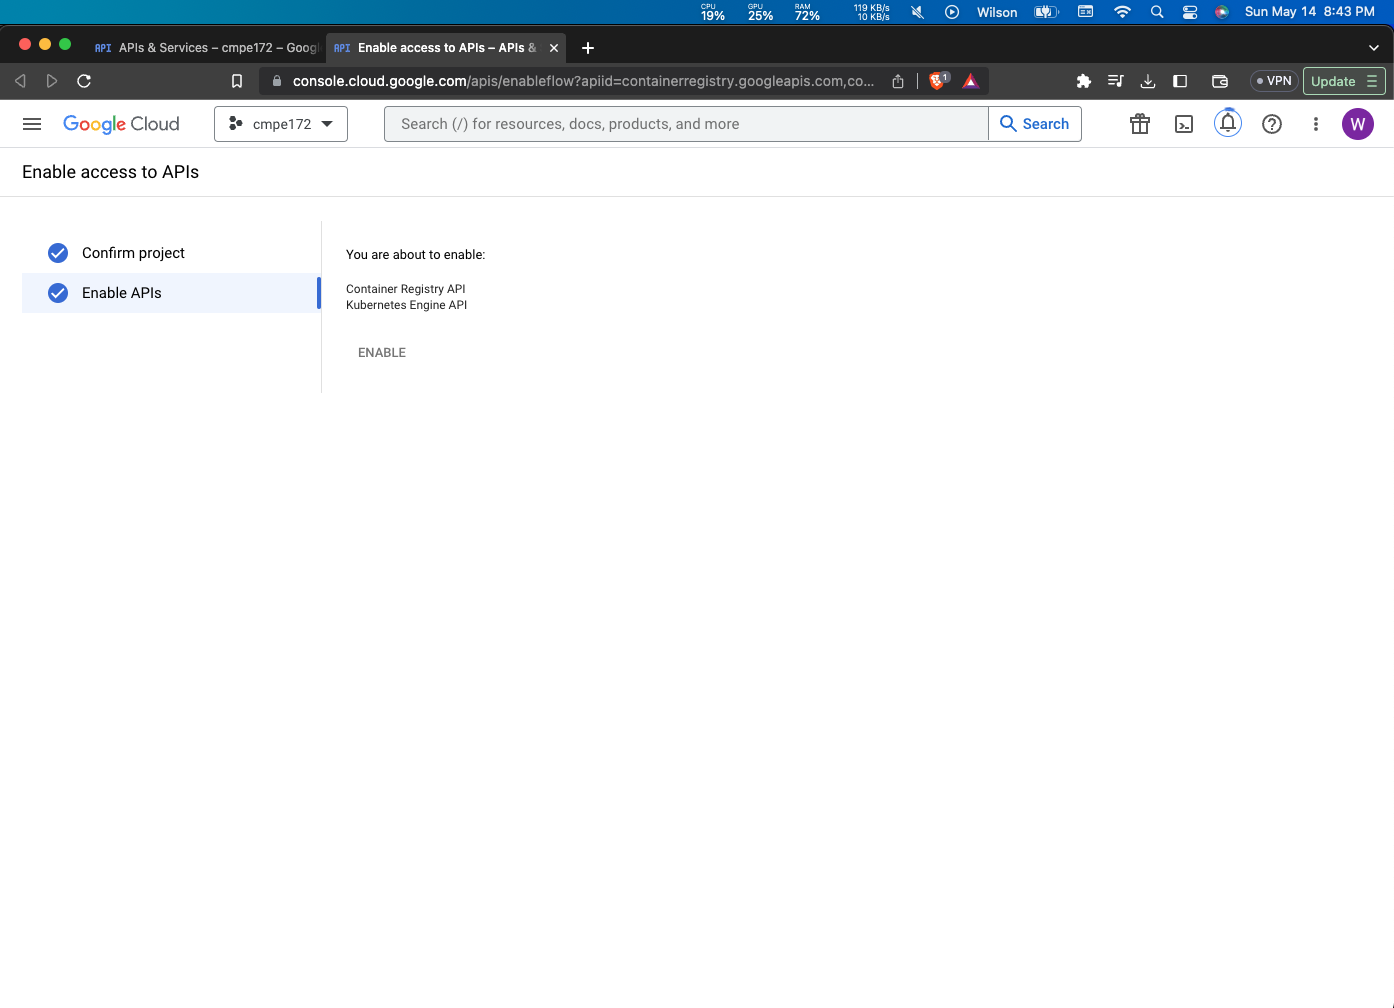 CPU 19% GPU 25% RAM 72% 119 KB/s 10 KB/s Wilson Sun May 14 8:43 PM
API APIs & Services – cmpe172 – Googl API Enable access to APIs – APIs &
console.cloud.google.com/apis/enableflow?apiid=containerregistry.googleapis.com,co... 1 VPN Update
Google Cloud cmpe172 Search (/) for resources, docs, products, and more Search W
Enable access to APIs
Confirm project
Enable APIs
You are about to enable:
Container Registry API
Kubernetes Engine API
ENABLE